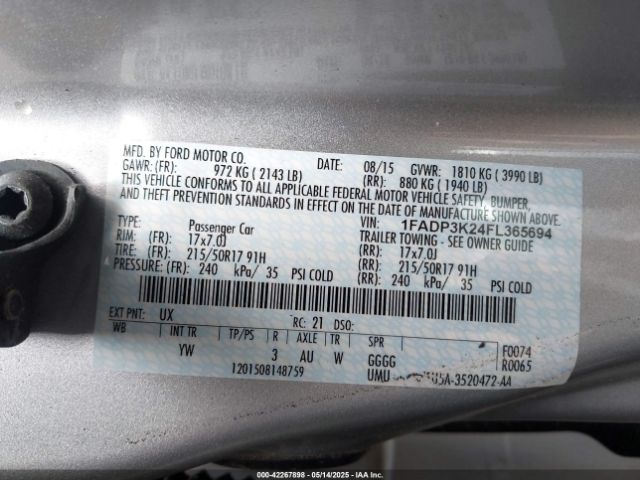 MFD. BY FORD MOTOR CO. DATE: 08/15 GVWR: 1810 KG ( 3990 LB)
GAWR: (FR): 972 KG ( 2143 LB) (RR): 880 KG ( 1940 LB)
THIS VEHICLE CONFORMS TO ALL APPLICABLE FEDERAL MOTOR VEHICLE SAFETY, BUMPER,
AND THEFT PREVENTION STANDARDS IN EFFECT ON THE DATE OF MANUFACTURE SHOWN ABOVE.
VIN: 1FADP3K24FL365694
TYPE: Passenger Car TRAILER TOWING - SEE OWNER GUIDE
RIM: (FR): 17x7.0J (RR): 17x7.0J
TIRE: (FR): 215/50R17 91H (RR): 215/50R17 91H
PRESSURE: (FR): 240 kPa/ 35 PSI COLD (RR): 240 kPa/ 35 PSI COLD
EXT PNT: UX RC: 21 DSO:
WB INT TR TP/PS R AXLE TR SPR
YW 3 AU W GGGG F0074
UMU R0065
1201508148759 U5A-3520472-AA
000-42267898 - 05/14/2025 - IAA Inc.